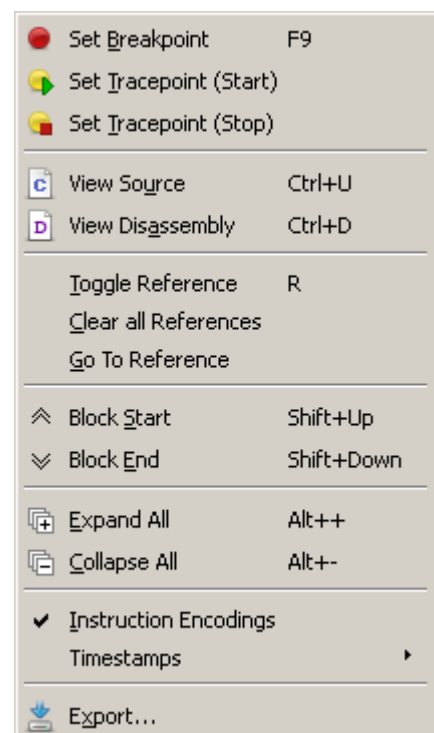 Set Breakpoint F9
Set Tracepoint (Start)
Set Tracepoint (Stop)
C View Source Ctrl+U
D View Disassembly Ctrl+D
Toggle Reference R
Clear all References
Go To Reference
Block Start Shift+Up
Block End Shift+Down
Expand All Alt++
Collapse All Alt+-
Instruction Encodings
Timestamps
Export...